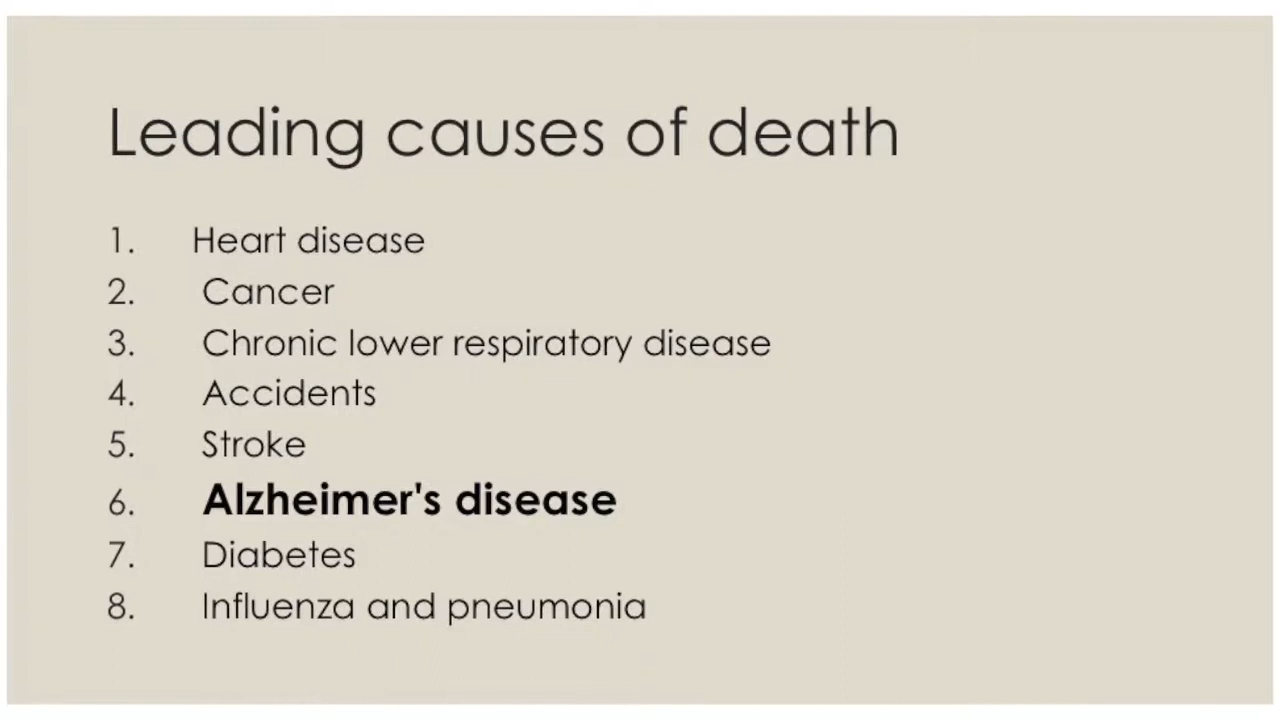 Leading causes of death
1. Heart disease
2. Cancer
3. Chronic lower respiratory disease
4. Accidents
5. Stroke
6. Alzheimer's disease
7. Diabetes
8. Influenza and pneumonia